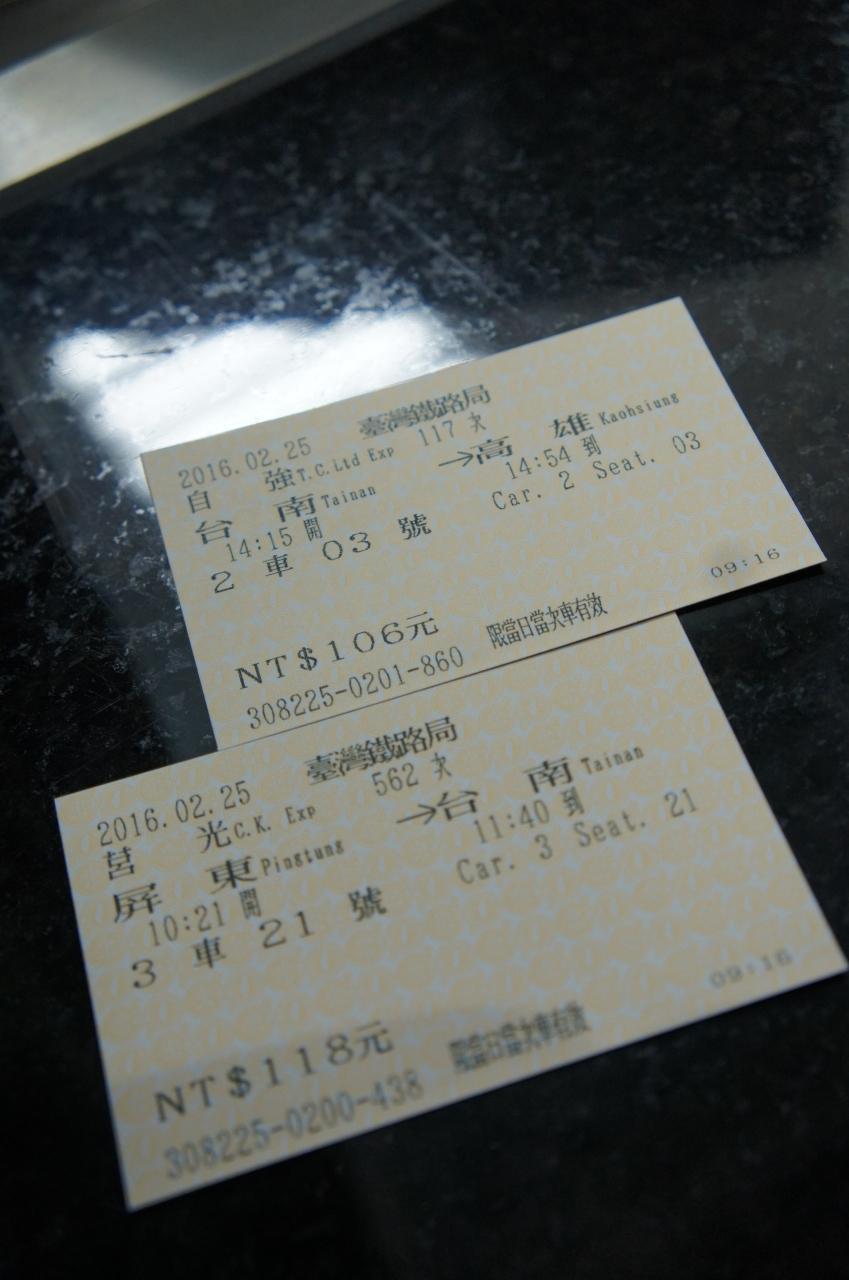 臺灣鐵路局
2016.02.25 117 次
自強 T.C.Ltd Exp
台南 Tainan →高雄 Kaohsiung
14:15 開 14:54 到
2 車 03 號 Car. 2 Seat. 03
09:16
NT$106元 限當日當次車有效
308225-0201-860
臺灣鐵路局
2016.02.25 562 次
莒光 C.K. Exp
屏東 Pingtung →台南 Tainan
10:21 開 11:40 到
3 車 21 號 Car. 3 Seat. 21
09:16
NT$118元 限當日當次車有效
308225-0200-438